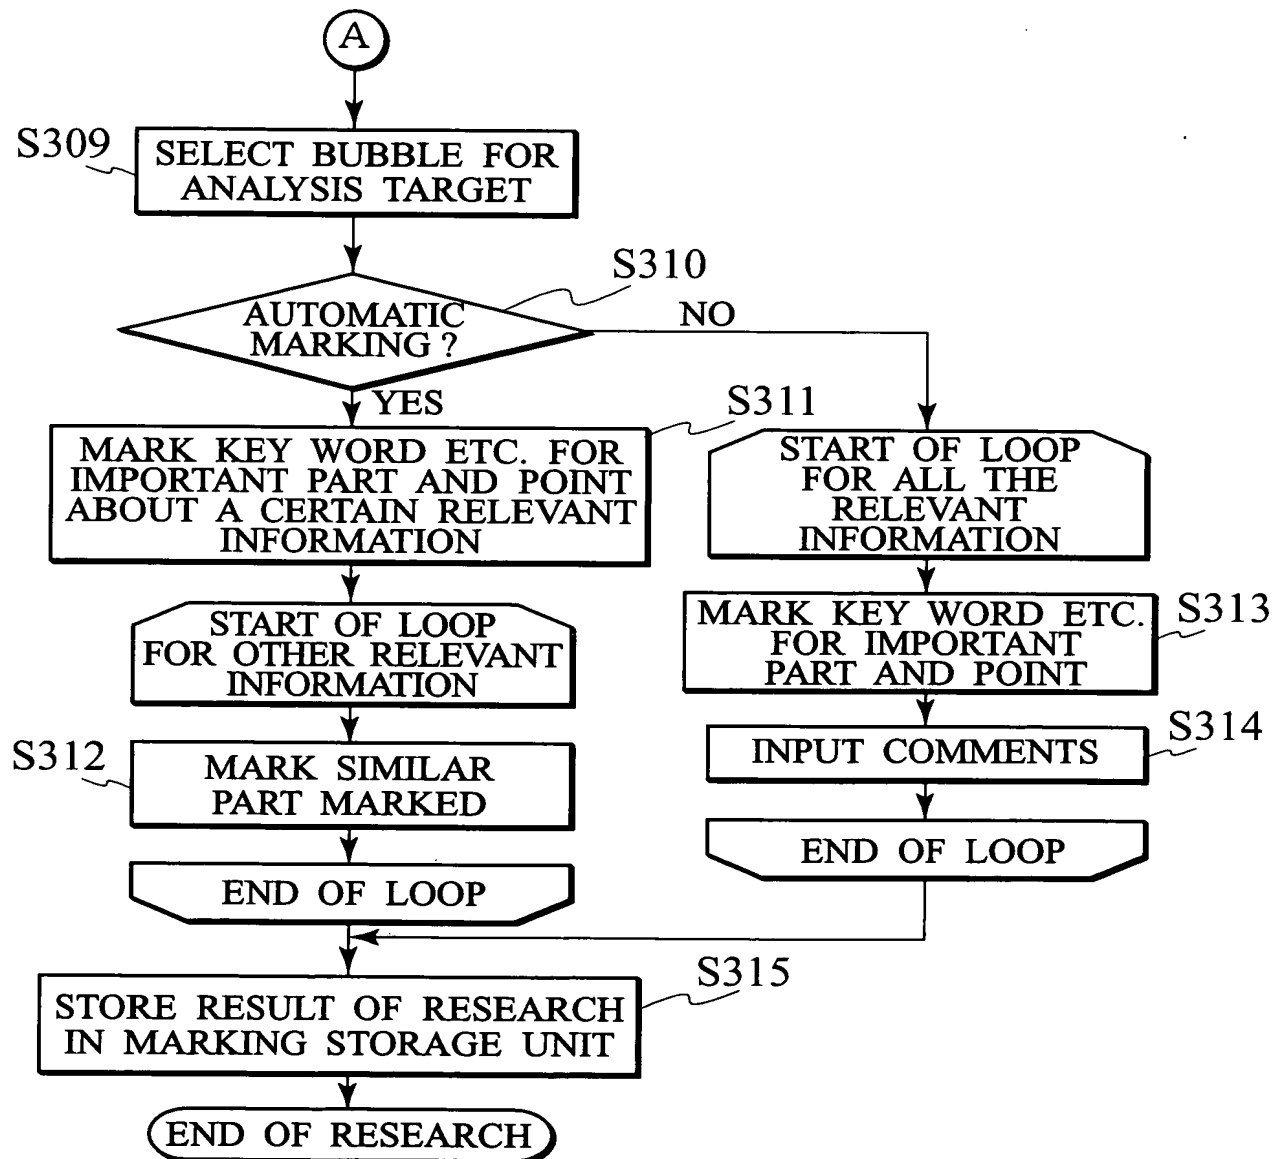 A
S309
SELECT BUBBLE FOR
ANALYSIS TARGET
S310
AUTOMATIC
MARKING ?
NO
YES
S311
MARK KEY WORD ETC. FOR
IMPORTANT PART AND POINT
ABOUT A CERTAIN RELEVANT
INFORMATION
START OF LOOP
FOR OTHER RELEVANT
INFORMATION
S312
MARK SIMILAR
PART MARKED
END OF LOOP
START OF LOOP
FOR ALL THE
RELEVANT
INFORMATION
S313
MARK KEY WORD ETC.
FOR IMPORTANT
PART AND POINT
S314
INPUT COMMENTS
END OF LOOP
S315
STORE RESULT OF RESEARCH
IN MARKING STORAGE UNIT
END OF RESEARCH